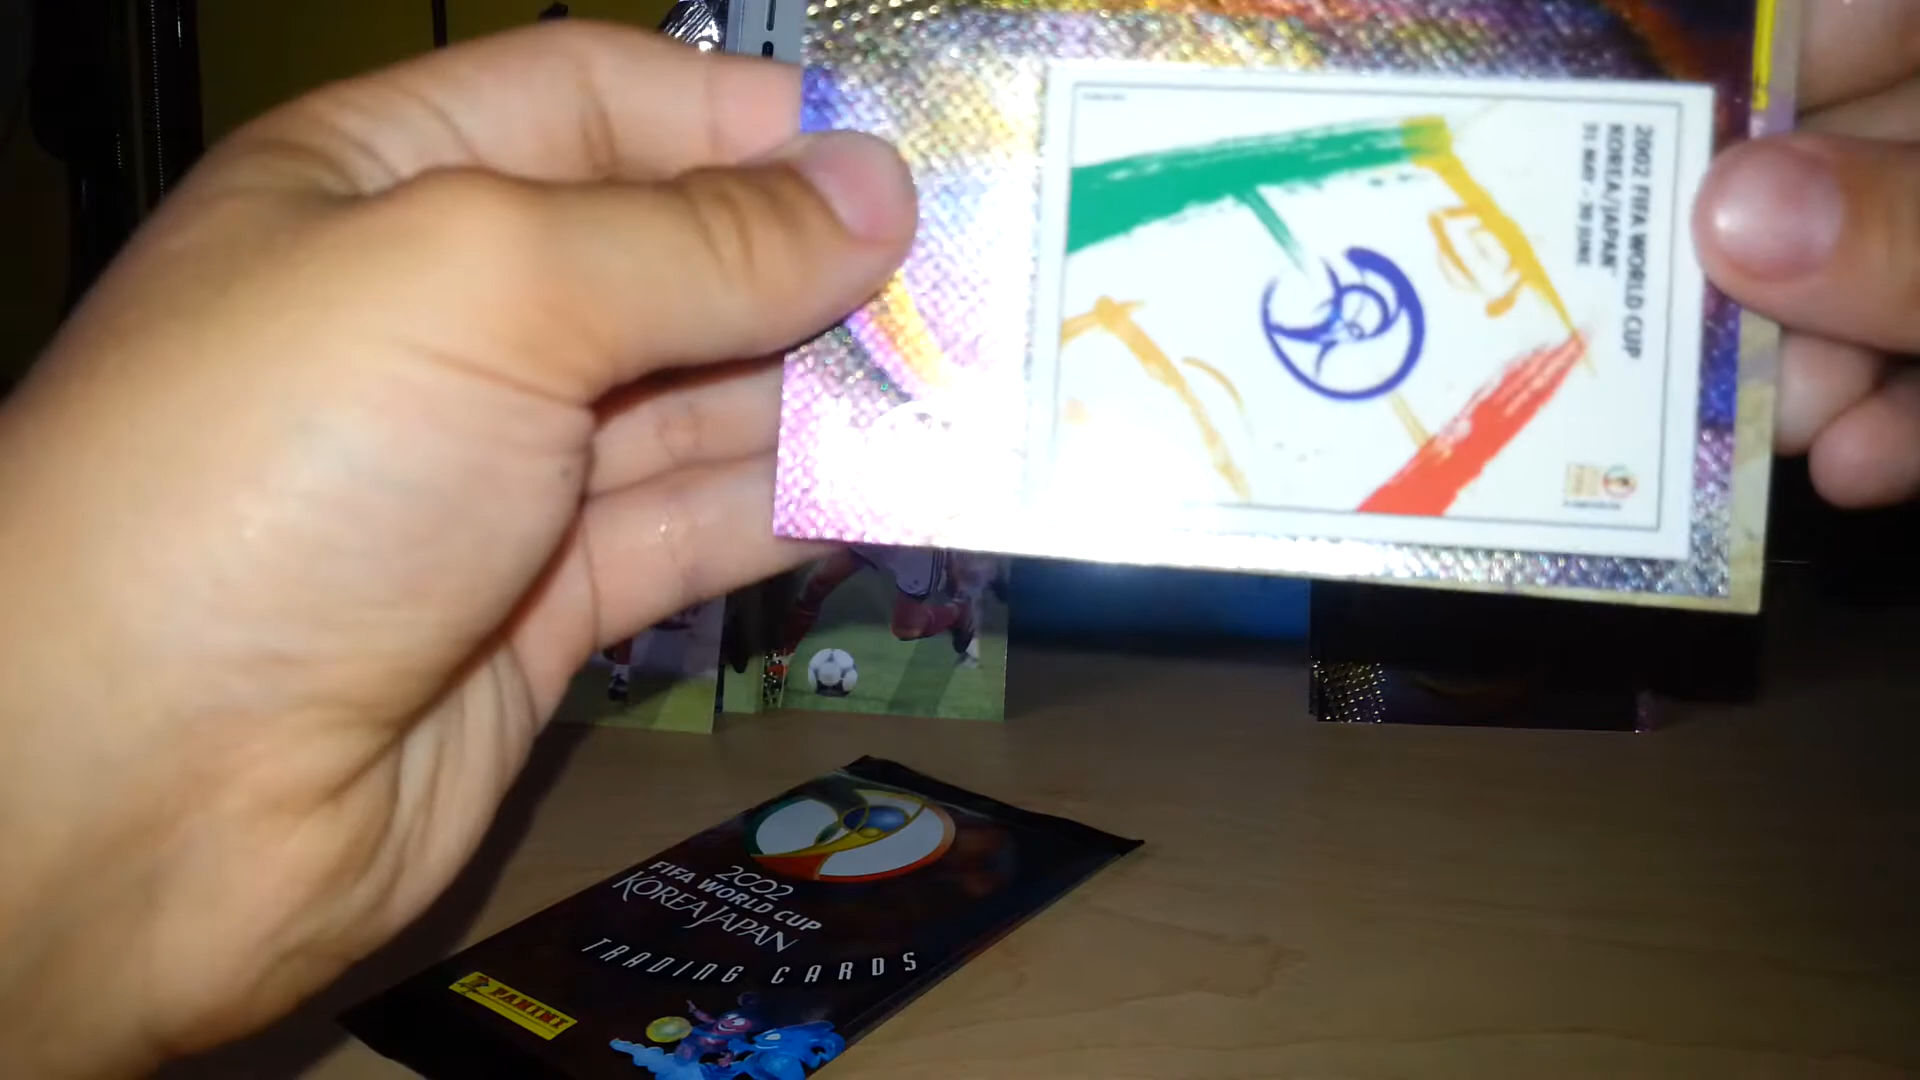 2002 FIFA WORLD CUP
KOREA/JAPAN
31 MAY - 30 JUNE
2002
FIFA WORLD CUP
KOREA JAPAN
TRADING CARDS
PANINI